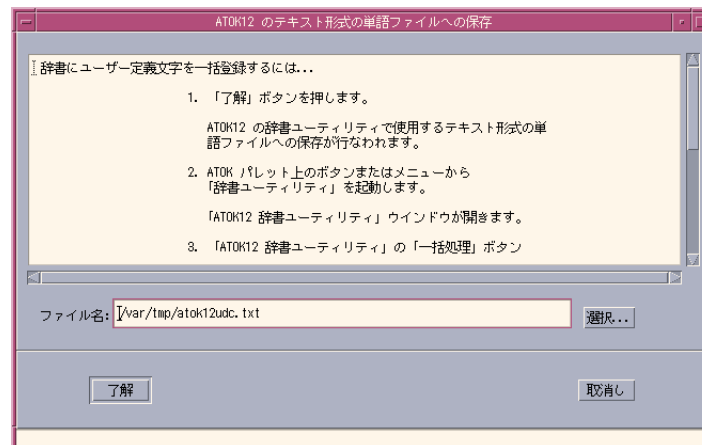 ATOK12 のテキスト形式の単語ファイルへの保存
辞書にユーザー定義文字を一括登録するには...
1. 「了解」ボタンを押します。
ATOK12 の辞書ユーティリティで使用するテキスト形式の単
語ファイルへの保存が行なわれます。
2. ATOK パレット上のボタンまたはメニューから
「辞書ユーティリティ」を起動します。
「ATOK12 辞書ユーティリティ」ウインドウが開きます。
3. 「ATOK12 辞書ユーティリティ」の「一括処理」ボタン
ファイル名: /var/tmp/atok12udc.txt 選択...
了解 取消し